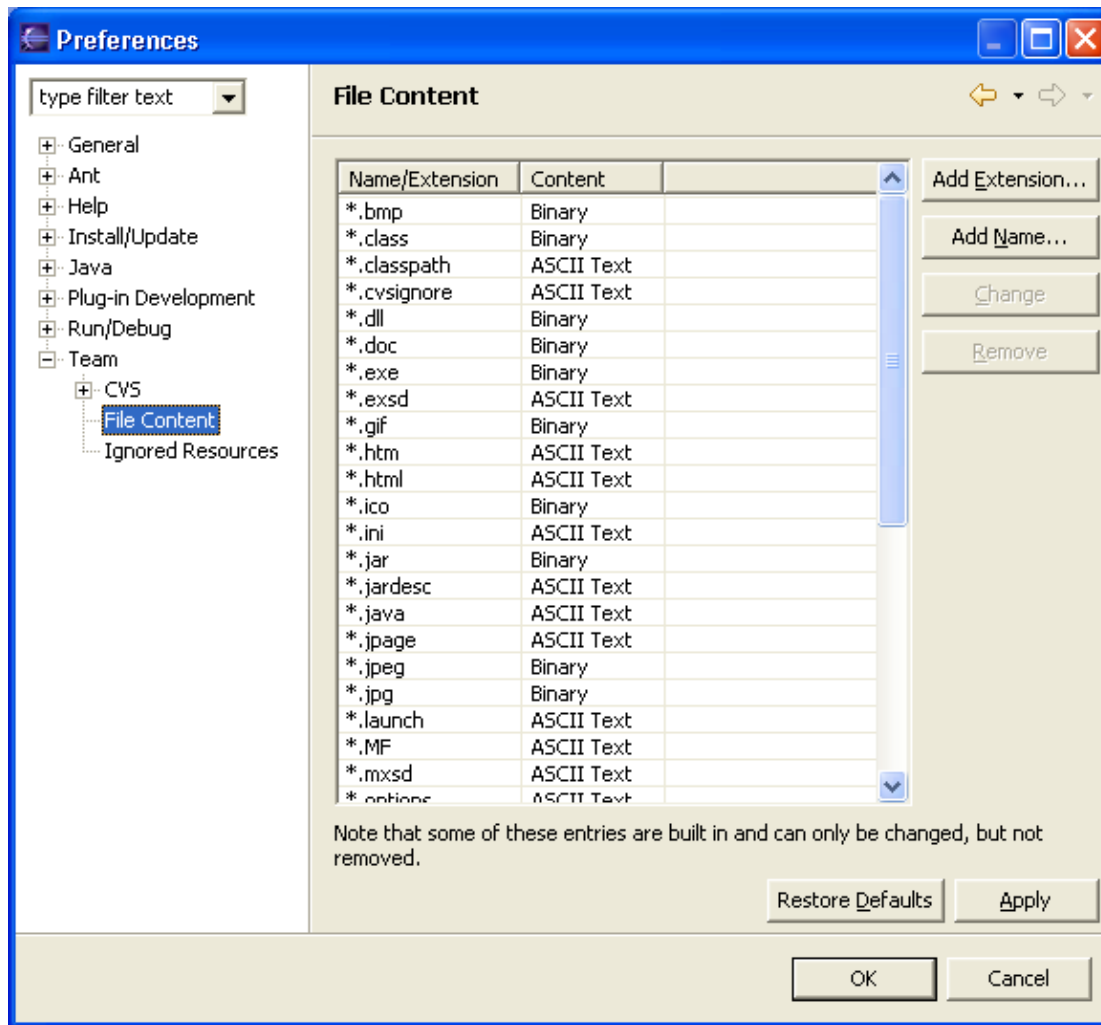 Preferences
type filter text
File Content
General
Ant
Help
Install/Update
Java
Plug-in Development
Run/Debug
Team
CVS
File Content
Ignored Resources
Name/Extension Content
*.bmp Binary
*.class Binary
*.classpath ASCII Text
*.cvsignore ASCII Text
*.dll Binary
*.doc Binary
*.exe Binary
*.exsd ASCII Text
*.gif Binary
*.htm ASCII Text
*.html ASCII Text
*.ico Binary
*.ini ASCII Text
*.jar Binary
*.jardesc ASCII Text
*.java ASCII Text
*.jpage ASCII Text
*.jpeg Binary
*.jpg Binary
*.launch ASCII Text
*.MF ASCII Text
*.mxsd ASCII Text
*.options ASCII Text
Add Extension...
Add Name...
Change
Remove
Note that some of these entries are built in and can only be changed, but not
removed.
Restore Defaults Apply
OK Cancel